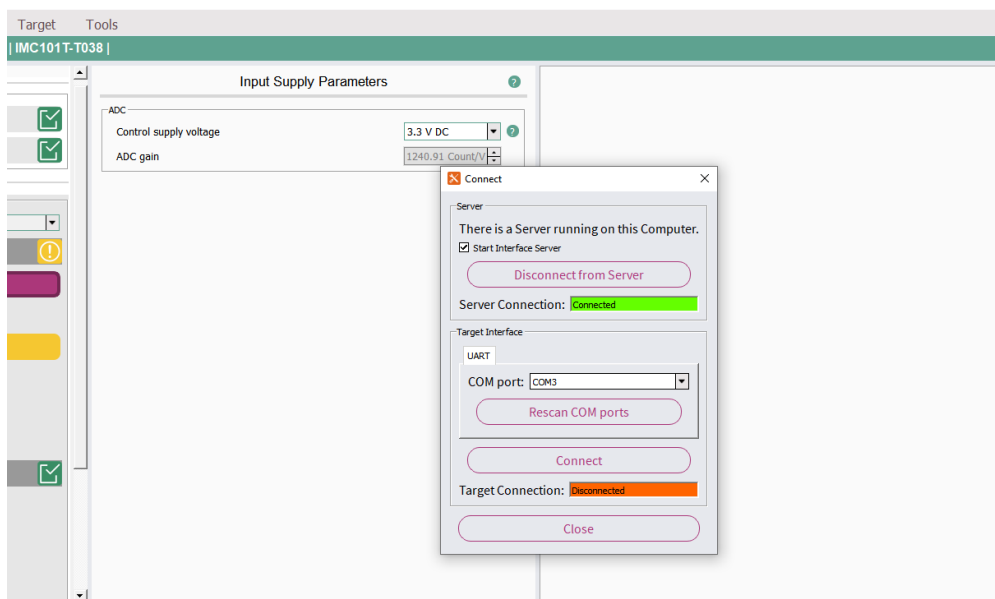 Target Tools
| IMC101T-T038 |
Input Supply Parameters ?
ADC
Control supply voltage 3.3 V DC ?
ADC gain 1240.91 Count/V
Connect
Server
There is a Server running on this Computer.
Start Interface Server
Disconnect from Server
Server Connection: Connected
Target Interface
UART
COM port: COM3
Rescan COM ports
Connect
Target Connection: Disconnected
Close